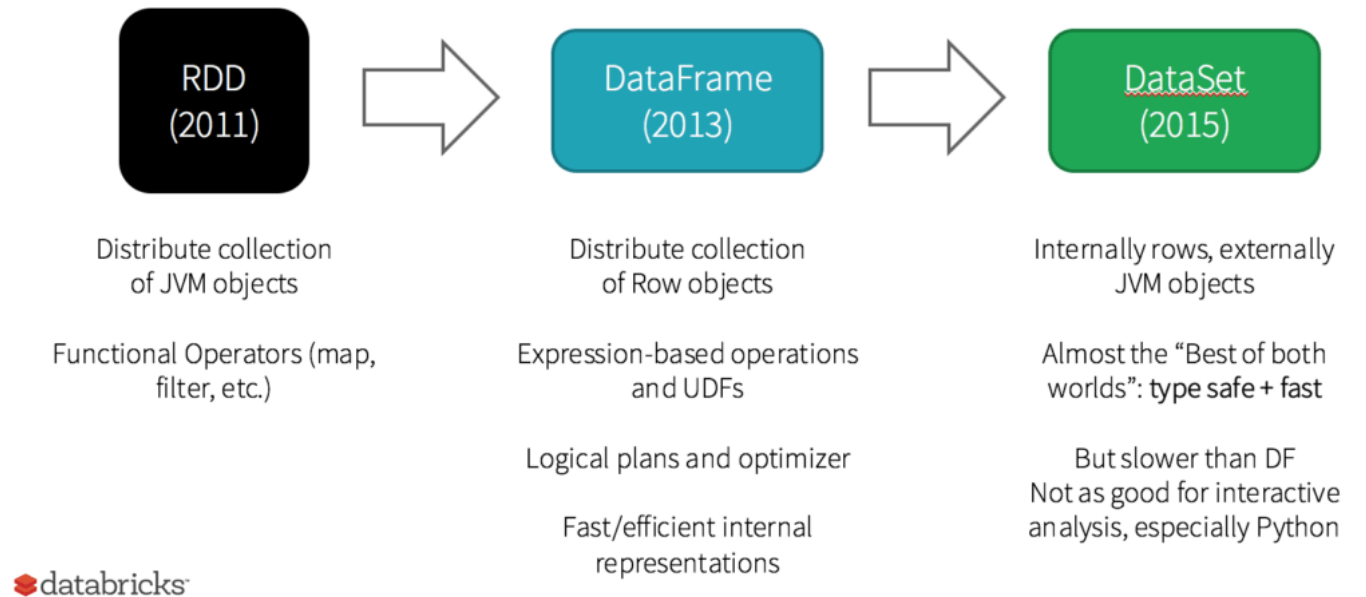 RDD
(2011)
DataFrame
(2013)
DataSet
(2015)
Distribute collection
of JVM objects
Functional Operators (map,
filter, etc.)
Distribute collection
of Row objects
Expression-based operations
and UDFs
Logical plans and optimizer
Fast/efficient internal
representations
Internally rows, externally
JVM objects
Almost the “Best of both
worlds”: type safe + fast
But slower than DF
Not as good for interactive
analysis, especially Python
databricks